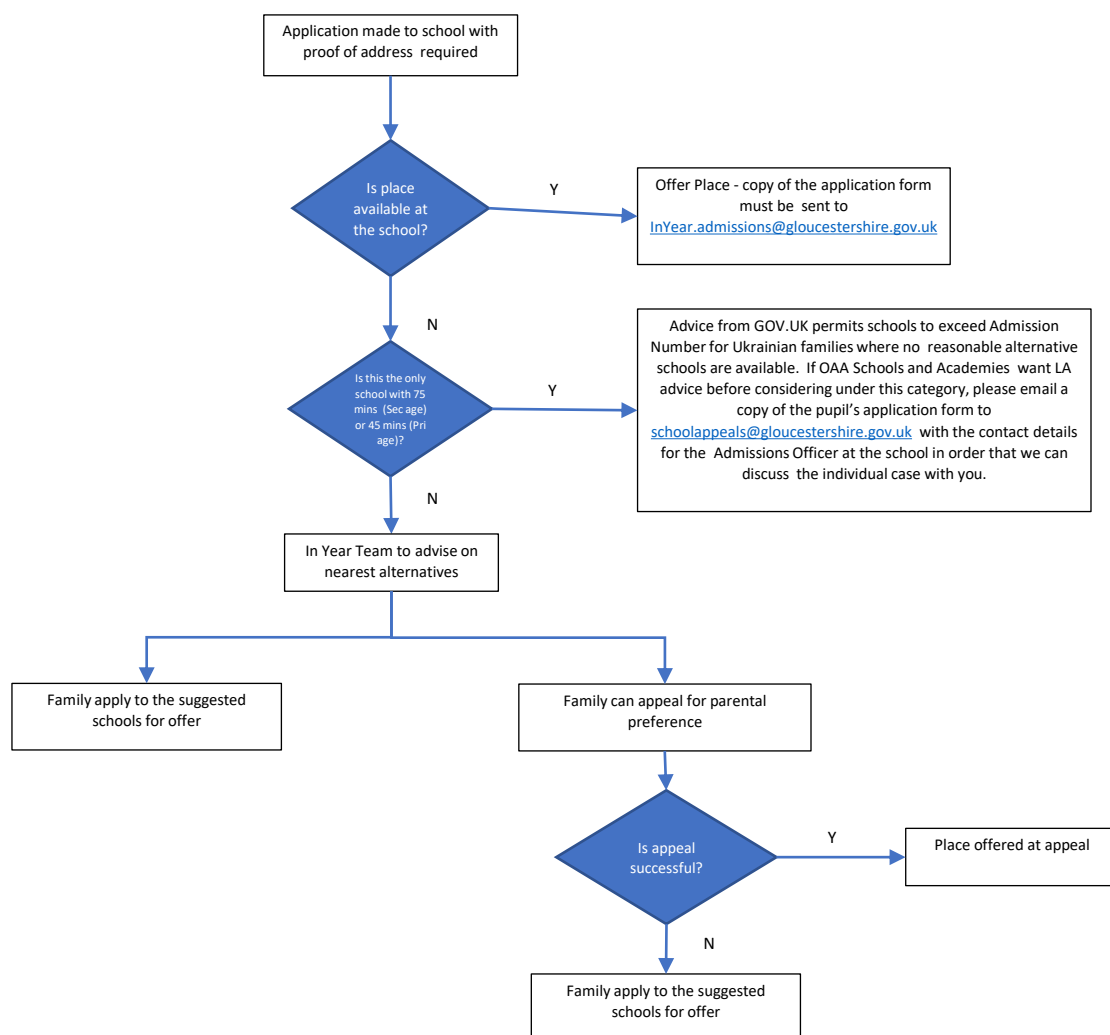 Application made to school with
proof of address required
Is place
available at
the school?
Y
Offer Place - copy of the application form
must be sent to
InYear.admissions@gloucestershire.gov.uk
N
Is this the only
school with 75
mins (Sec age)
or 45 mins (Pri
age)?
Y
Advice from GOV.UK permits schools to exceed Admission
Number for Ukrainian families where no reasonable alternative
schools are available. If OAA Schools and Academies want LA
advice before considering under this category, please email a
copy of the pupil’s application form to
schoolappeals@gloucestershire.gov.uk with the contact details
for the Admissions Officer at the school in order that we can
discuss the individual case with you.
N
In Year Team to advise on
nearest alternatives
Family apply to the suggested
schools for offer
Family can appeal for parental
preference
Is appeal
successful?
Y
Place offered at appeal
N
Family apply to the suggested
schools for offer